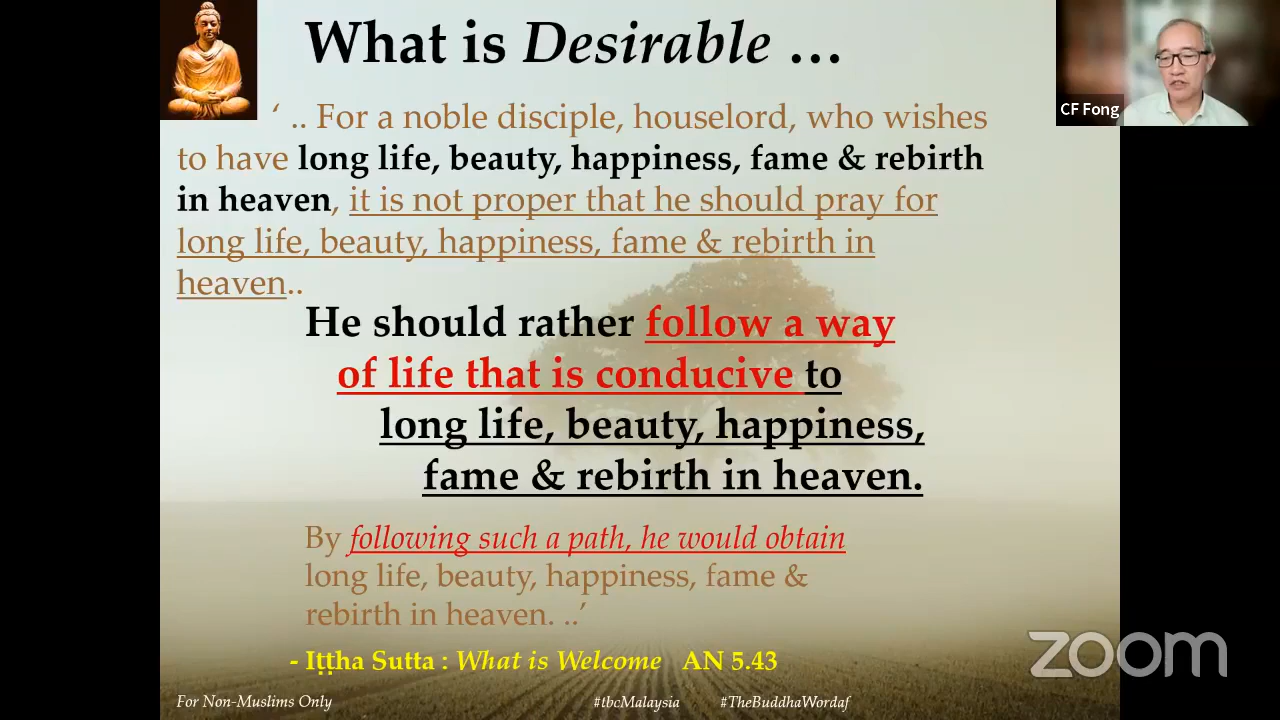 What is Desirable …
CF Fong
‘ .. For a noble disciple, houselord, who wishes
to have long life, beauty, happiness, fame & rebirth
in heaven, it is not proper that he should pray for
long life, beauty, happiness, fame & rebirth in
heaven..
He should rather follow a way
of life that is conducive to
long life, beauty, happiness,
fame & rebirth in heaven.
By following such a path, he would obtain
long life, beauty, happiness, fame &
rebirth in heaven. ..’
- Iṭṭha Sutta : What is Welcome AN 5.43
zoom
For Non-Muslims Only #tbcMalaysia #TheBuddhaWordaf